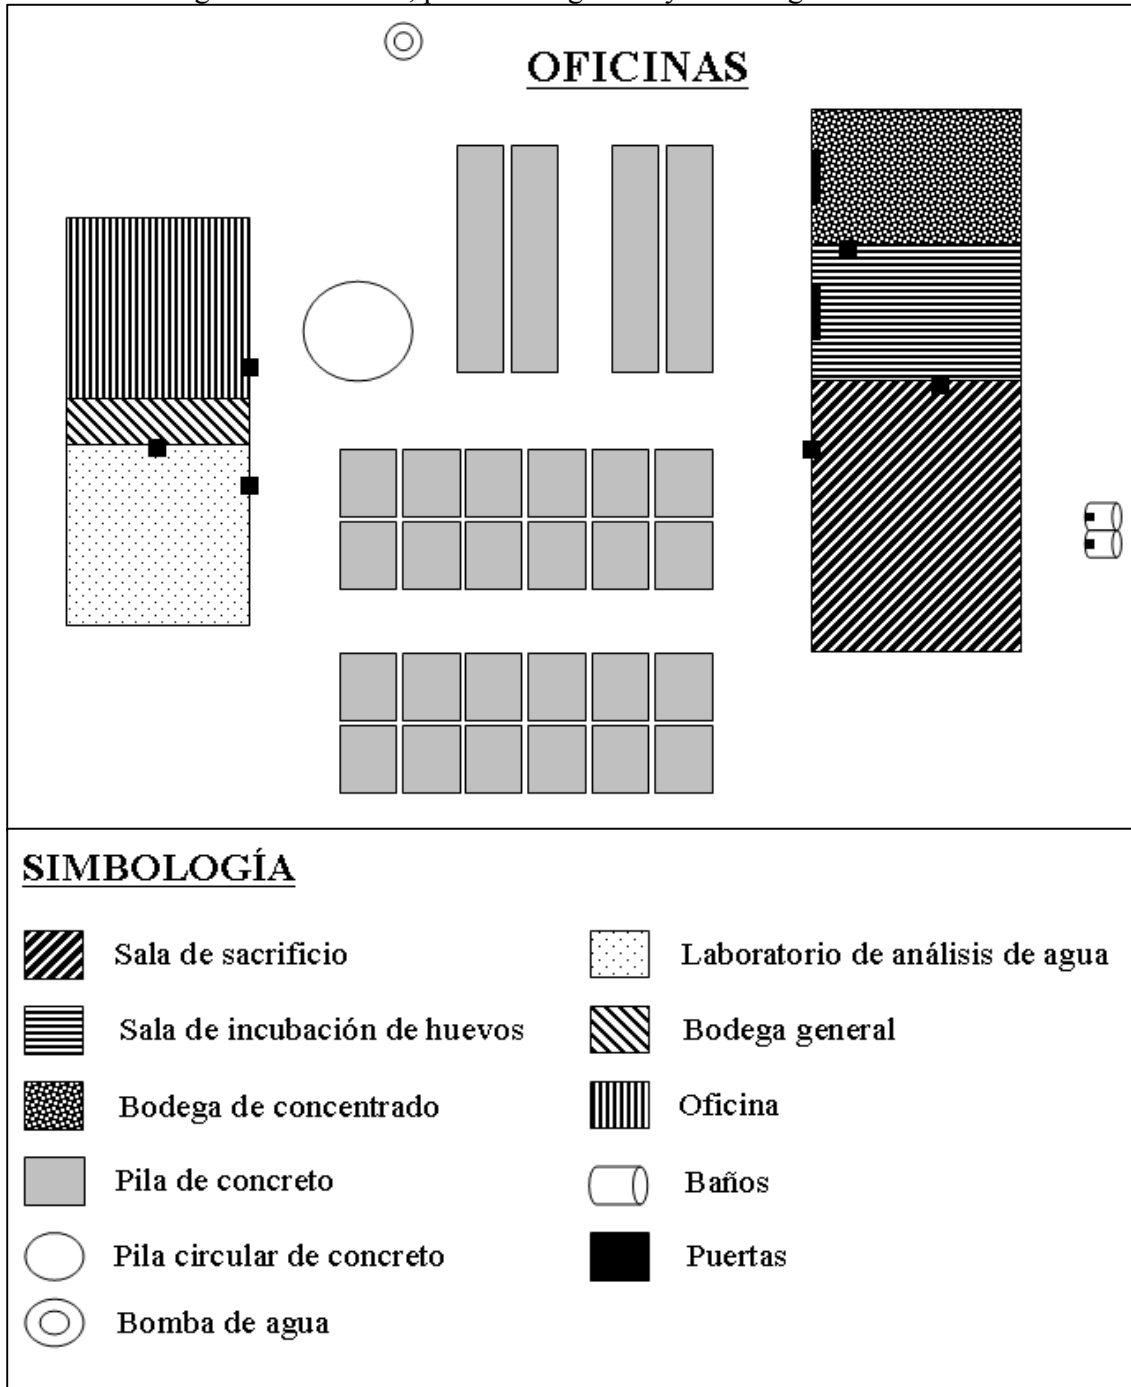 OFICINAS
SIMBOLOGÍA
Sala de sacrificio
Laboratorio de análisis de agua
Sala de incubación de huevos
Bodega general
Bodega de concentrado
Oficina
Pila de concreto
Baños
Pila circular de concreto
Puertas
Bomba de agua